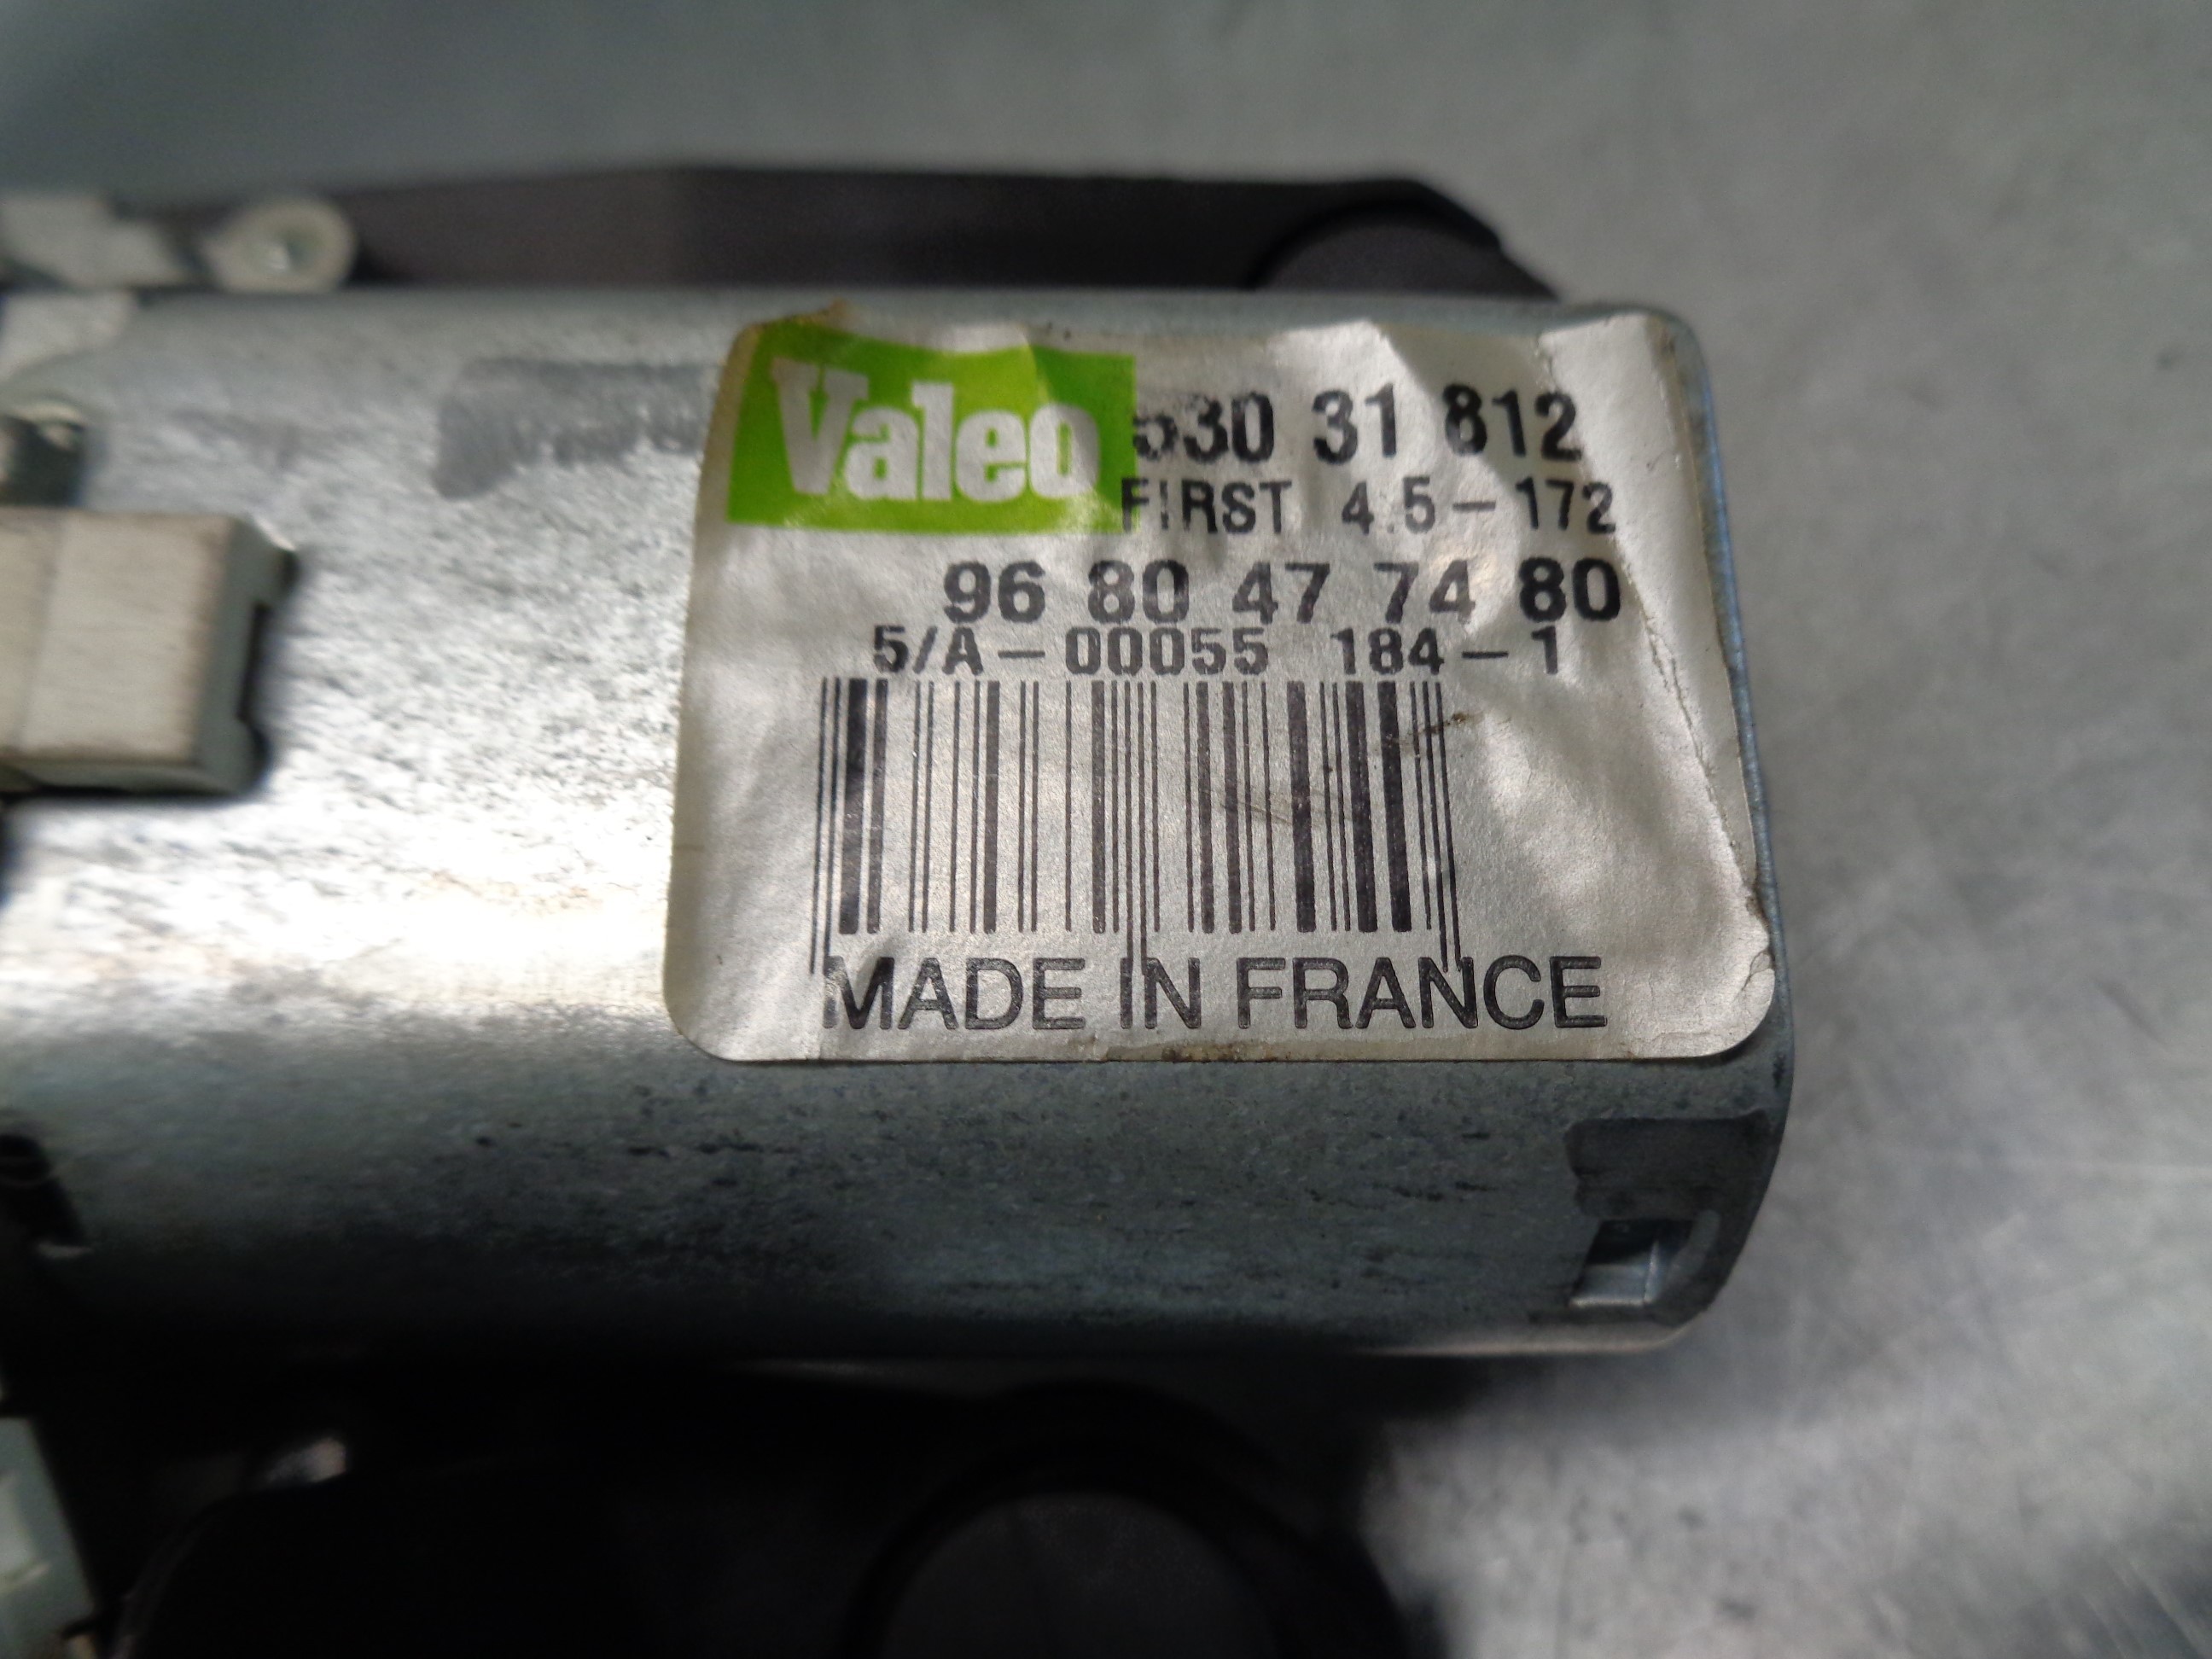 Valeo
530 31 812
FIRST 4.5-172
96 80 47 74 80
5/A-00055 184-1
MADE IN FRANCE